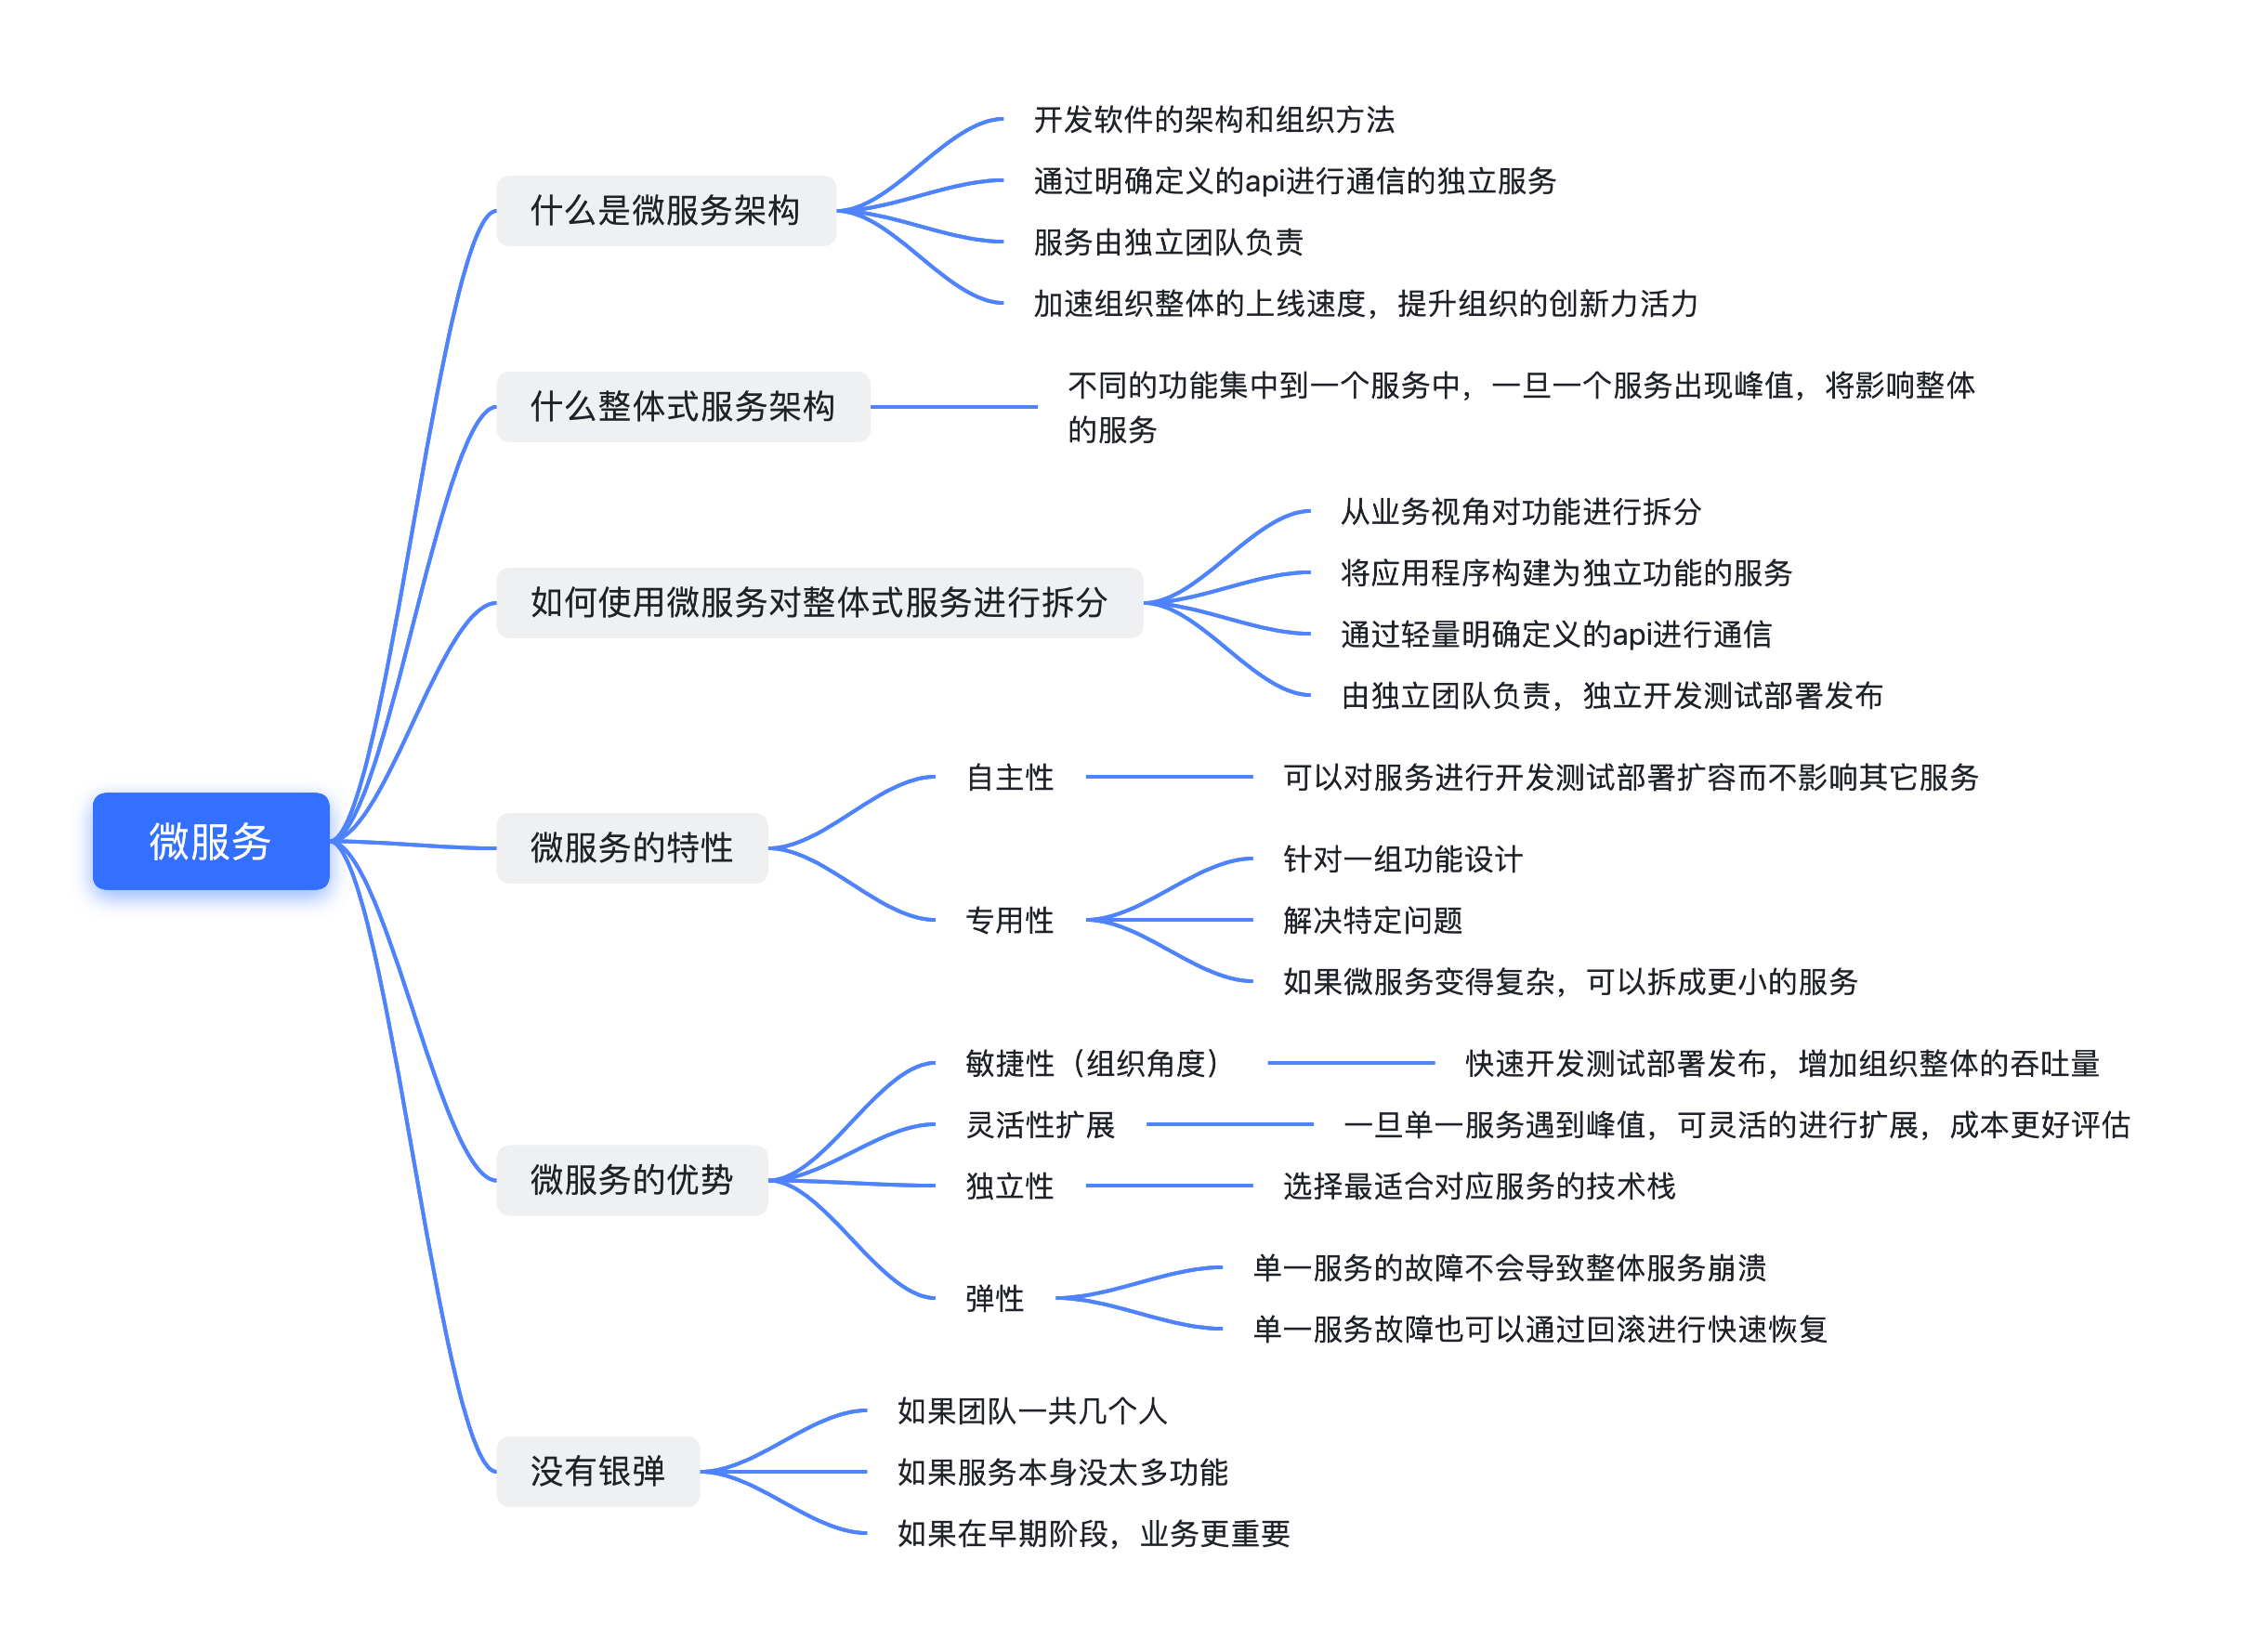 微服务
什么是微服务架构
开发软件的架构和组织方法
通过明确定义的api进行通信的独立服务
服务由独立团队负责
加速组织整体的上线速度，提升组织的创新力活力
什么整体式服务架构
不同的功能集中到一个服务中，一旦一个服务出现峰值，将影响整体
的服务
如何使用微服务对整体式服务进行拆分
从业务视角对功能进行拆分
将应用程序构建为独立功能的服务
通过轻量明确定义的api进行通信
由独立团队负责，独立开发测试部署发布
微服务的特性
自主性
可以对服务进行开发测试部署扩容而不影响其它服务
专用性
针对一组功能设计
解决特定问题
如果微服务变得复杂，可以拆成更小的服务
微服务的优势
敏捷性（组织角度）
快速开发测试部署发布，增加组织整体的吞吐量
灵活性扩展
一旦单一服务遇到峰值，可灵活的进行扩展，成本更好评估
独立性
选择最适合对应服务的技术栈
弹性
单一服务的故障不会导致整体服务崩溃
单一服务故障也可以通过回滚进行快速恢复
没有银弹
如果团队一共几个人
如果服务本身没太多功能
如果在早期阶段，业务更重要